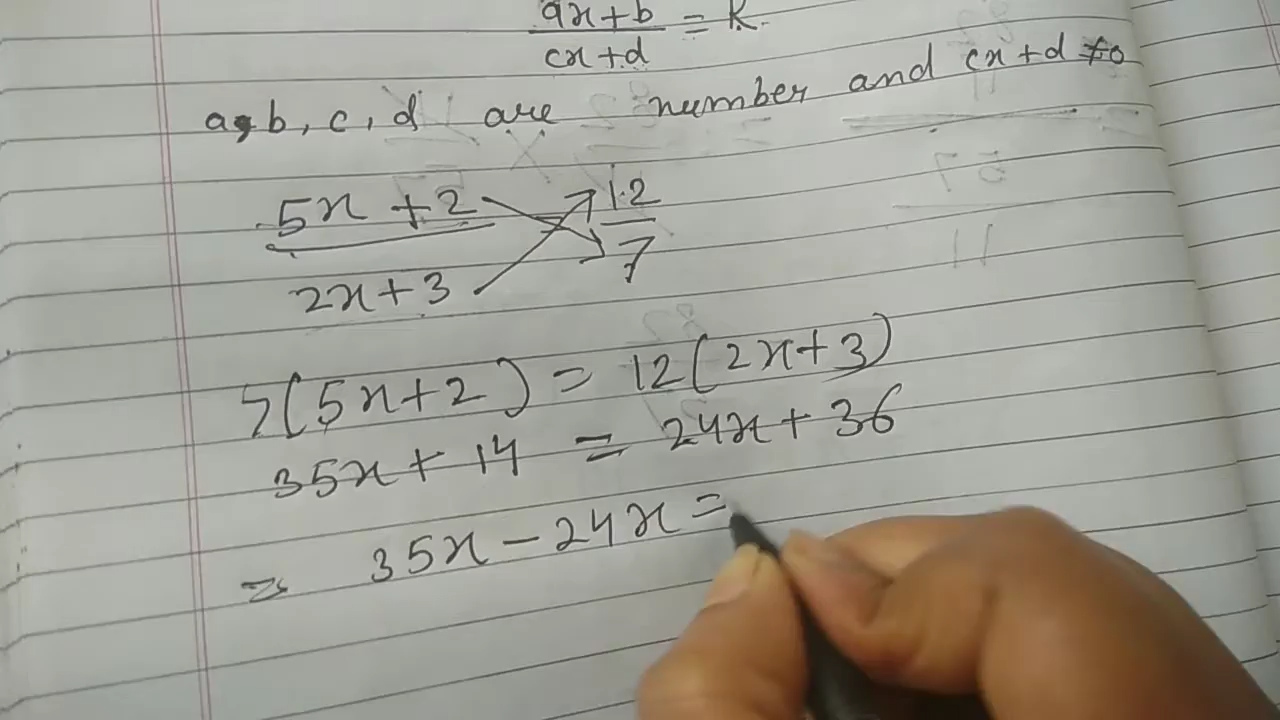 ax+b
/cx+d = K.
a, b, c, d are number and cx+d ≠0
5x+2/2x+3 = 12/7
7(5x+2) = 12(2x+3)
35x+14 = 24x+36
= 35x-24x=